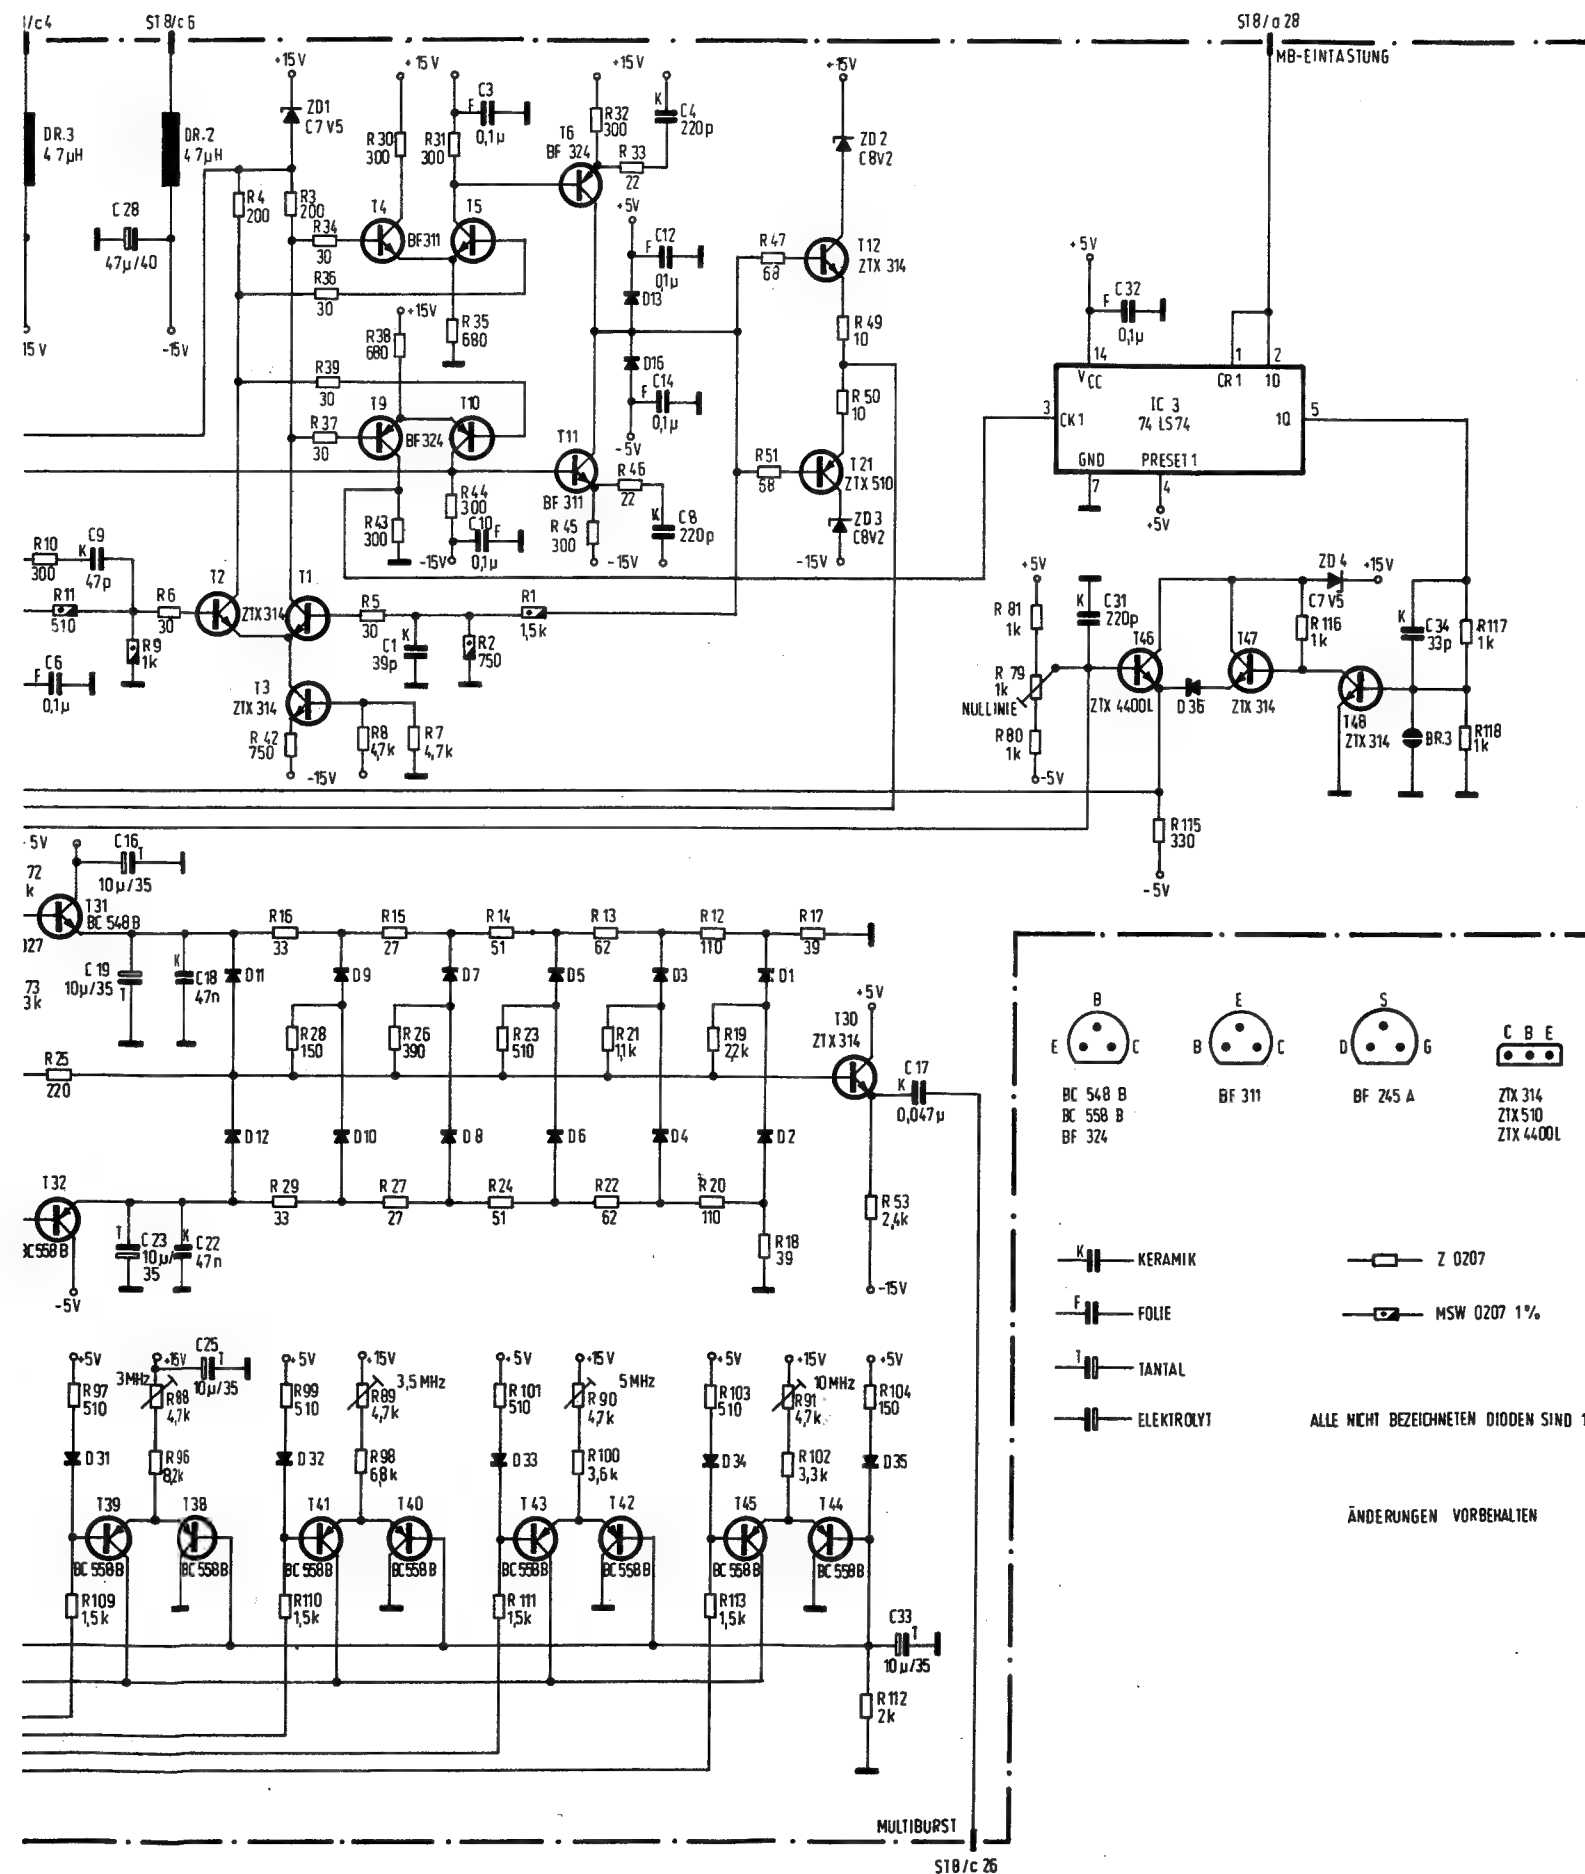 /c4
ST8/c6
ST8/a28
MB-EINTASTUNG
+15V
+15V
+15V
+15V
DR.3
4,7µH
DR.2
4,7µH
ZD1
C7V5
R30
300
R31
300
C3
F
0,1µ
T6
BF 324
R32
300
K
C4
220p
R33
22
ZD2
C8V2
R4
200
R3
200
C28
47µ/40
R34
30
T4
BF311
T5
+5V
F
C12
0,1µ
R47
68
T12
ZTX 314
R36
30
D13
+5V
F
C32
0,1µ
15V
-15V
R38
680
+15V
R35
680
R49
10
D16
F
C14
0,1µ
-5V
R50
10
14
VCC
1
CR1
2
1D
IC 3
74 LS74
3
CK1
1Q
5
GND
PRESET 1
7
4
+5V
R39
30
T9
T10
BF324
R37
30
T11
BF 311
R46
22
R51
68
T21
ZTX510
R44
300
R43
300
-15V
C10
F
0,1µ
R45
300
-15V
K
C8
220p
ZD3
C8V2
-15V
R10
300
K
C9
47p
R11
510
R6
30
R9
1k
T2
ZTX314
T1
R5
30
R1
1,5k
K
C1
39p
R2
750
F
C6
0,1µ
T3
ZTX 314
R42
750
-15V
R8
4,7k
R7
4,7k
+5V
R81
1k
R79
1k
NULLINIE
R80
1k
-5V
K
C31
220p
T46
ZTX 4400L
D36
T47
ZTX 314
ZD4
C7V5
+15V
R116
1k
T48
ZTX314
K
C34
33p
R117
1k
BR.3
R118
1k
R115
330
-5V
5V
72
k
C16
T
10µ/35
T31
BC 548 B
327
73
3k
C19
10µ/35
T
K
C18
47n
R16
33
R15
27
R14
51
R13
62
R12
110
R17
39
D11
D9
D7
D5
D3
D1
R28
150
R26
390
R23
510
R21
1,1k
R19
2,2k
R25
220
T30
ZTX314
+5V
K
C17
0,047µ
D12
D10
D8
D6
D4
D2
R29
33
R27
27
R24
51
R22
62
R20
110
R18
39
R53
2,4k
-15V
T32
BC558B
-5V
T
C23
10µ/
35
K
C22
47n
B
E
C
BC 548 B
BC 558 B
BF 324
E
B
C
BF 311
S
D
G
BF 245 A
C B E
ZTX 314
ZTX 510
ZTX 4400L
K
KERAMIK
F
FOLIE
T
TANTAL
ELEKTROLYT
Z 0207
MSW 0207 1%
ALLE NICHT BEZEICHNETEN DIODEN SIND 1
ÄNDERUNGEN VORBEHALTEN
+5V
R97
510
3MHz
+15V
R88
4,7k
C25
T
10µ/35
+5V
R99
510
+15V
3,5MHz
R89
4,7k
+5V
R101
510
+15V
5MHz
R90
4,7k
+5V
R103
510
+15V
10MHz
R91
4,7k
+5V
R104
150
D31
R96
8,2k
D32
R98
6,8k
D33
R100
3,6k
D34
R102
3,3k
D35
T39
BC558B
T38
BC558B
T41
BC558B
T40
BC558B
T43
BC558B
T42
BC558B
T45
BC558B
T44
BC558B
R109
1,5k
R110
1,5k
R111
1,5k
R113
1,5k
C33
T
10µ/35
R112
2k
MULTIBURST
ST8/c26